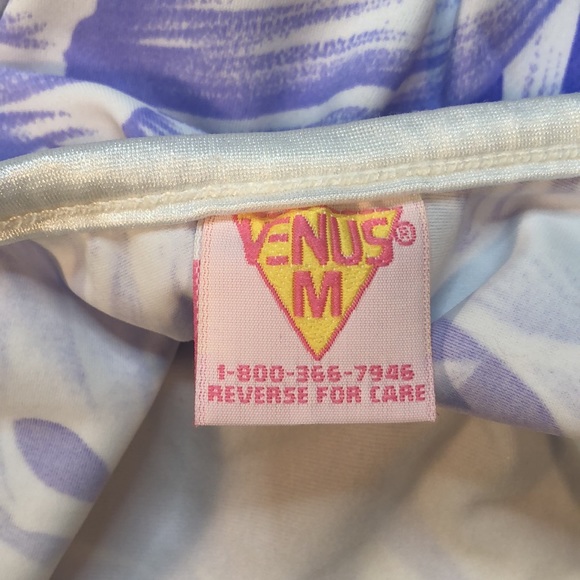 VENUS®
M
1-800-366-7946
REVERSE FOR CARE